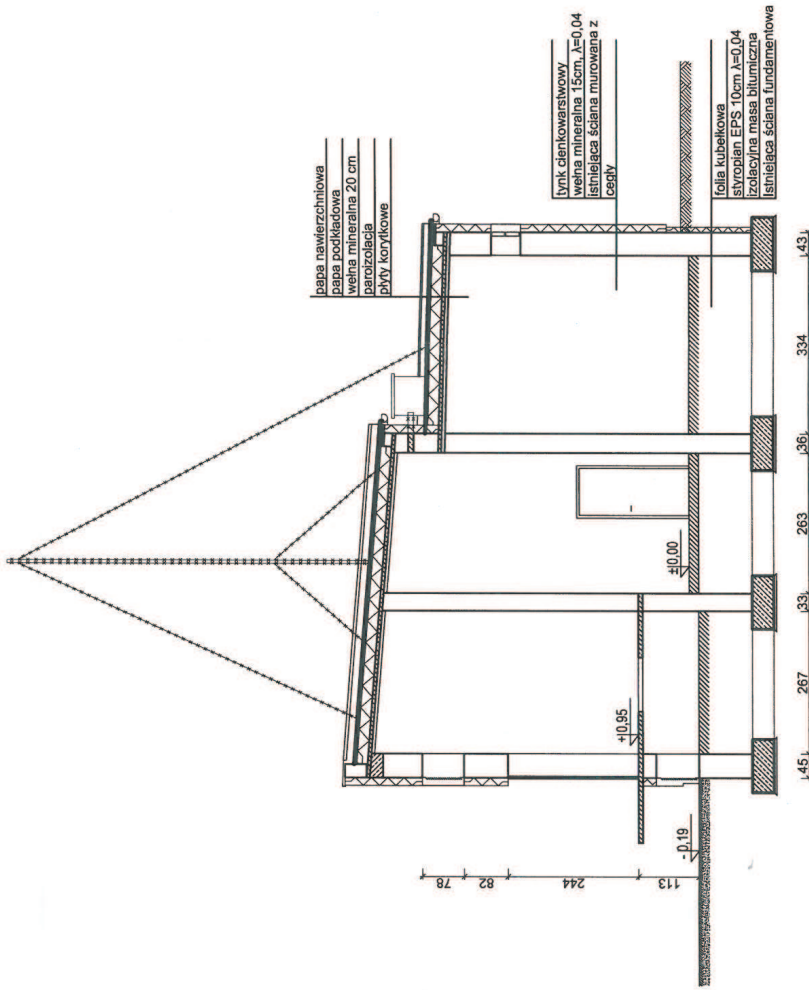 papa nawierzchniowa
papa podkładowa
wełna mineralna 20 cm
paroizolacja
płyty korytkowe
tynk cienkowarstwowy
wełna mineralna 15cm, λ=0,04
istniejąca ściana murowana z
cegły
folia kubełkowa
styropian EPS 10cm λ=0,04
izolacyjna masa bitumiczna
istniejąca ściana fundamentowa
+0,95
±0,00
- 0,19
78
82
244
113
45
267
33
263
36
334
43